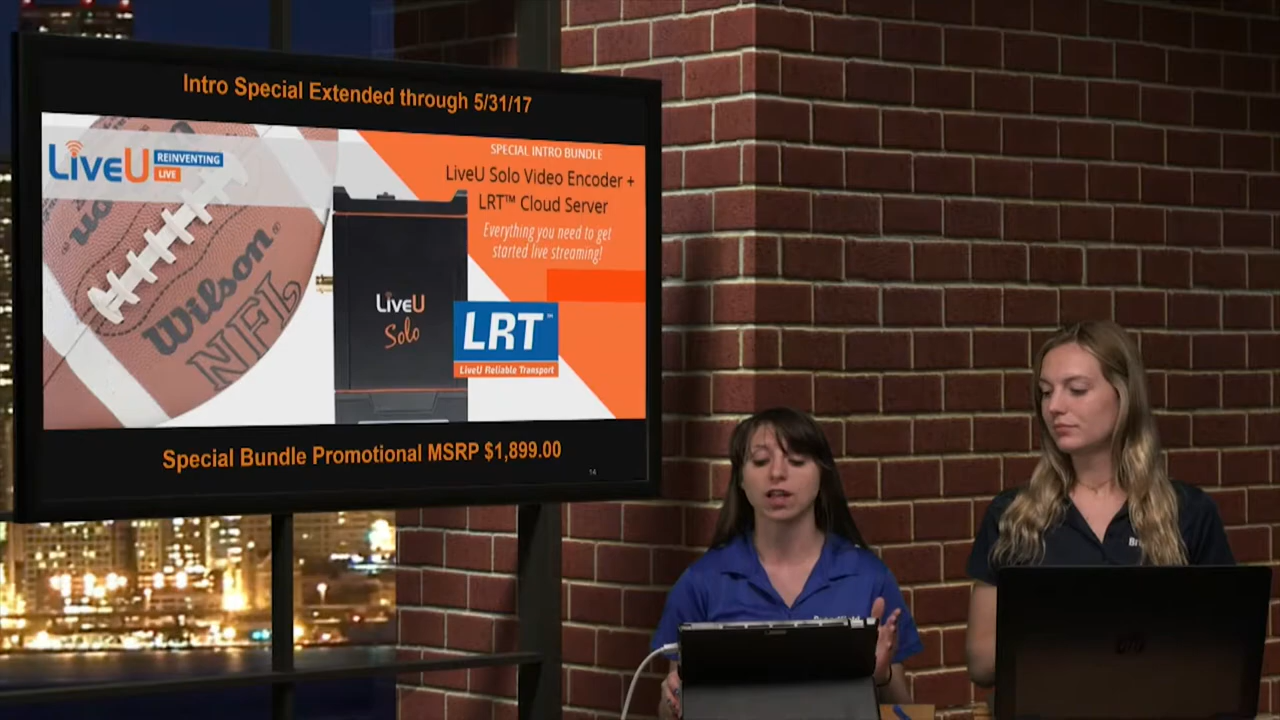 Intro Special Extended through 5/31/17
LiveU REINVENTING
LIVE
SPECIAL INTRO BUNDLE
LiveU Solo Video Encoder +
LRT™ Cloud Server
Everything you need to get
started live streaming!
Wilson
NFL
LiveU
Solo
LRT™
LiveU Reliable Transport
Special Bundle Promotional MSRP $1,899.00
14